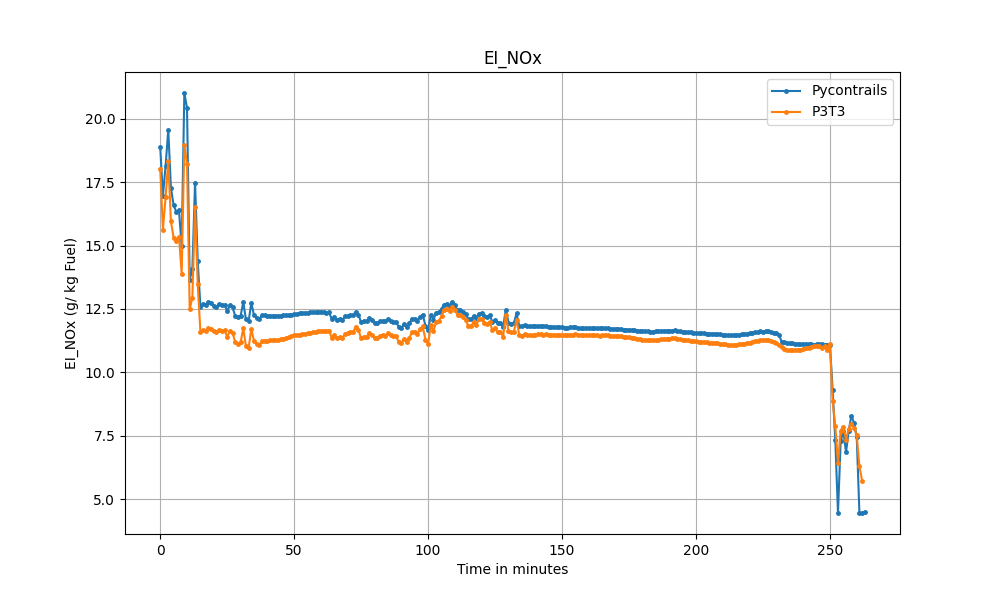 EI_NOx
Pycontrails
P3T3
20.0
17.5
15.0
12.5
10.0
7.5
5.0
EI_NOx (g/ kg Fuel)
0
50
100
150
200
250
Time in minutes